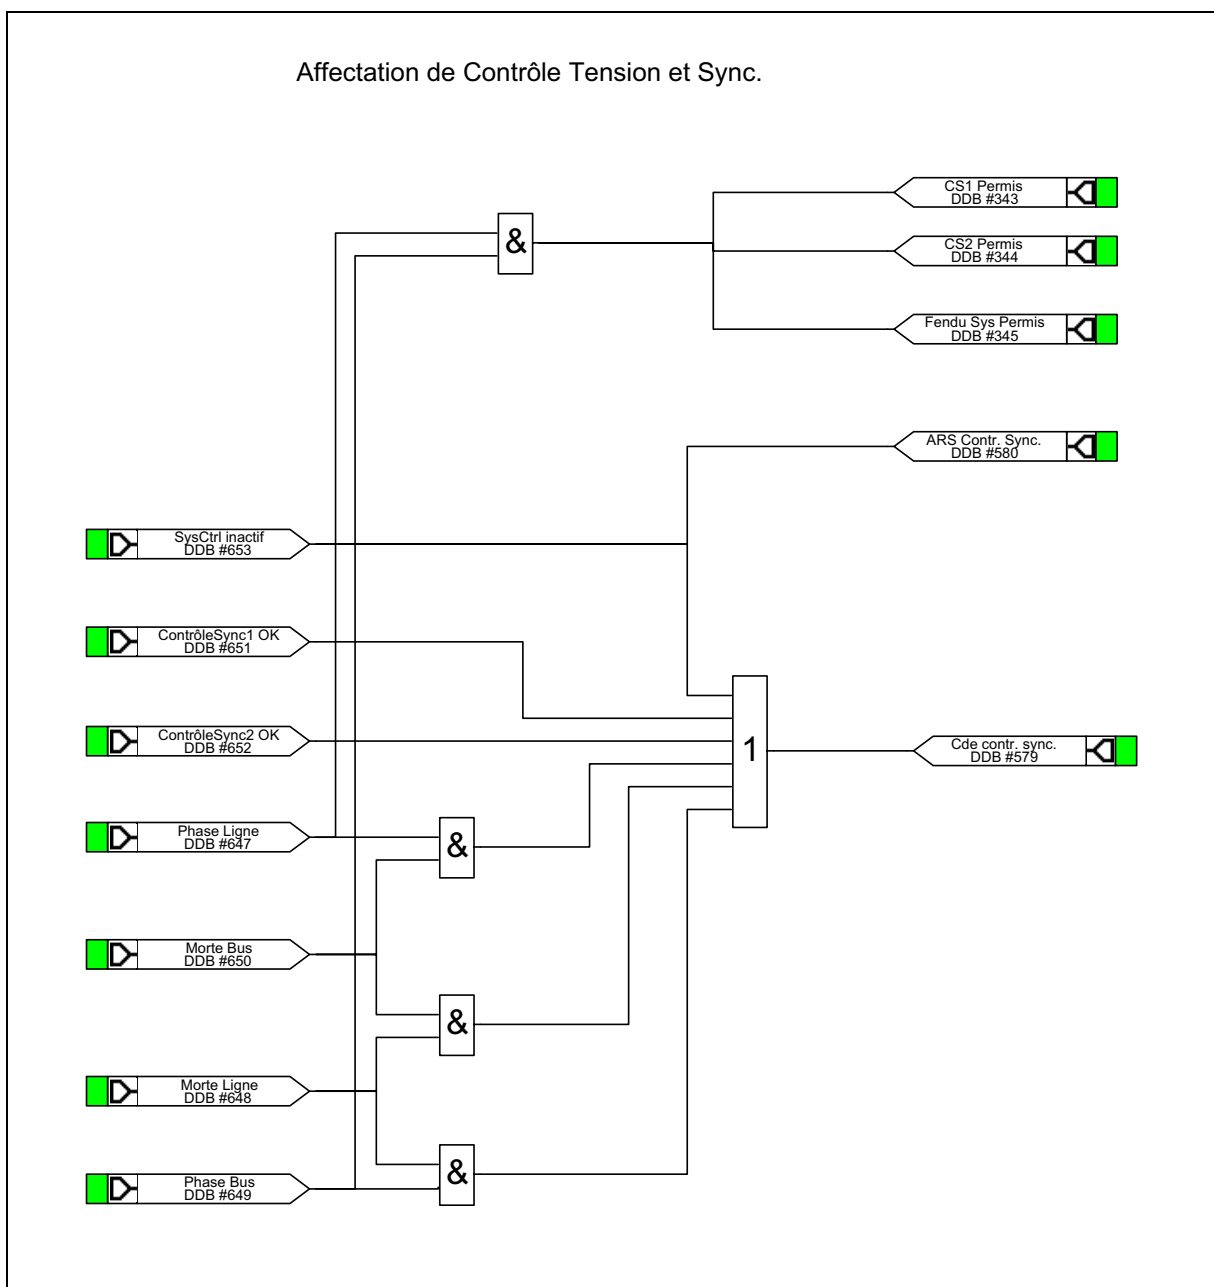 Affectation de Contrôle Tension et Sync.
CS1 Permis
DDB #343
&
CS2 Permis
DDB #344
Fendu Sys Permis
DDB #345
ARS Contr. Sync.
DDB #580
SysCtrl inactif
DDB #653
ContrôleSync1 OK
DDB #651
ContrôleSync2 OK
DDB #652
1
Cde contr. sync.
DDB #579
Phase Ligne
DDB #647
&
Morte Bus
DDB #650
&
Morte Ligne
DDB #648
&
Phase Bus
DDB #649